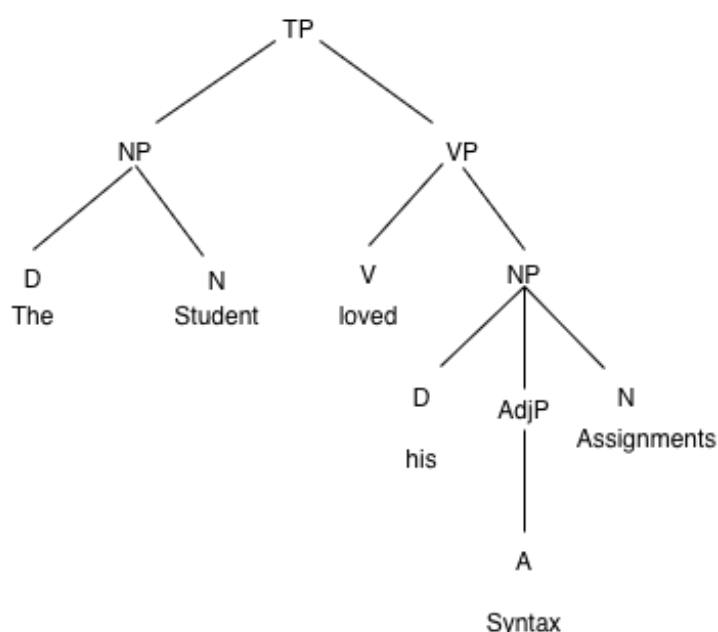 TP
NP VP
D N V NP
The Student loved
D AdjP N
his Assignments
A
Syntax